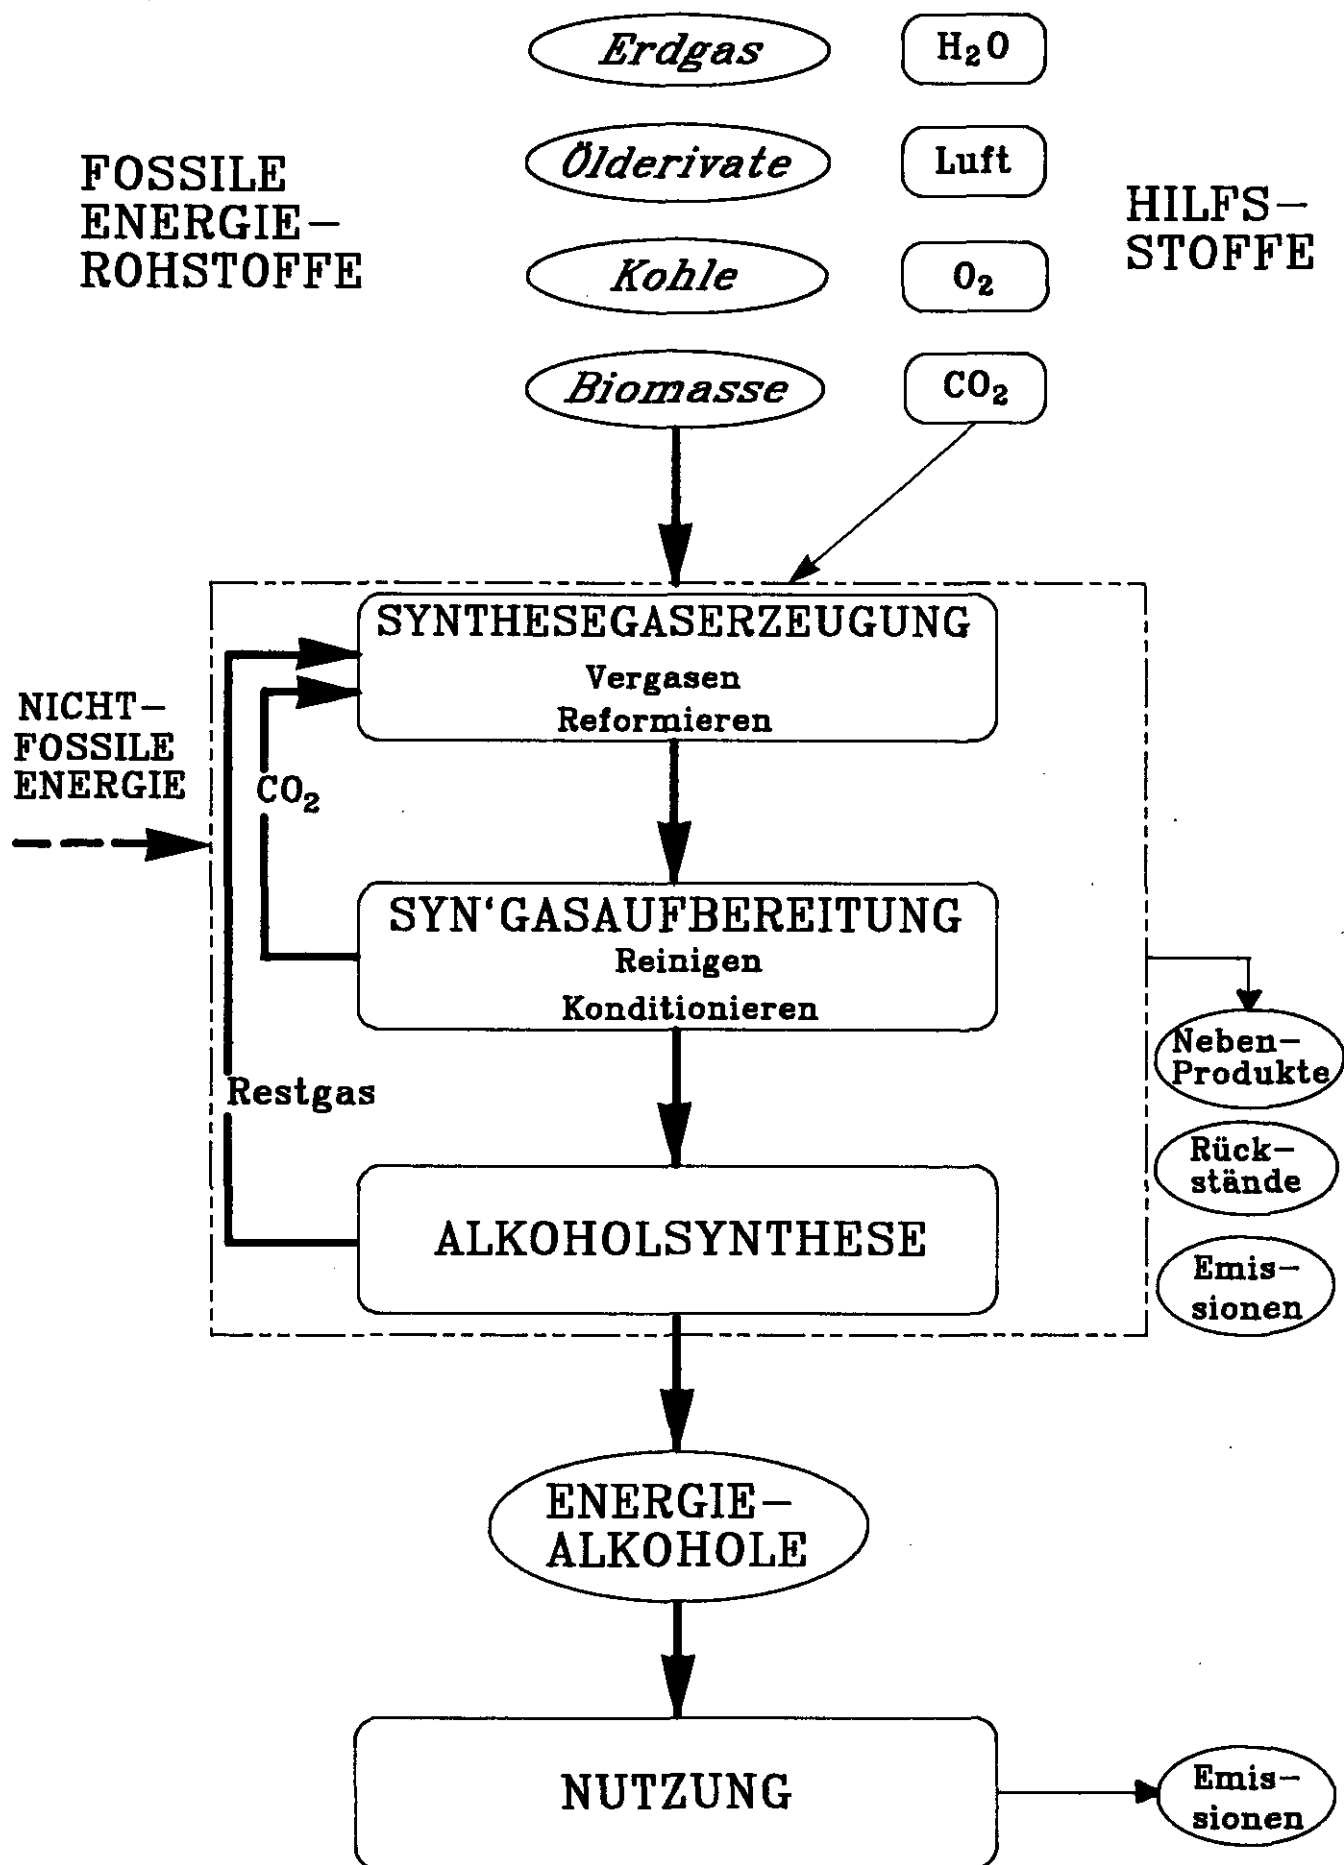 Erdgas
H₂O
FOSSILE
ENERGIE-
ROHSTOFFE
Ölderivate
Luft
HILFS-
STOFFE
Kohle
O₂
Biomasse
CO₂
SYNTHESEGASERZEUGUNG
Vergasen
Reformieren
NICHT-
FOSSILE
ENERGIE
CO₂
SYN'GASAUFBEREITUNG
Reinigen
Konditionieren
Neben-
Produkte
Restgas
Rück-
stände
ALKOHOLSYNTHESE
Emis-
sionen
ENERGIE-
ALKOHOLE
NUTZUNG
Emis-
sionen